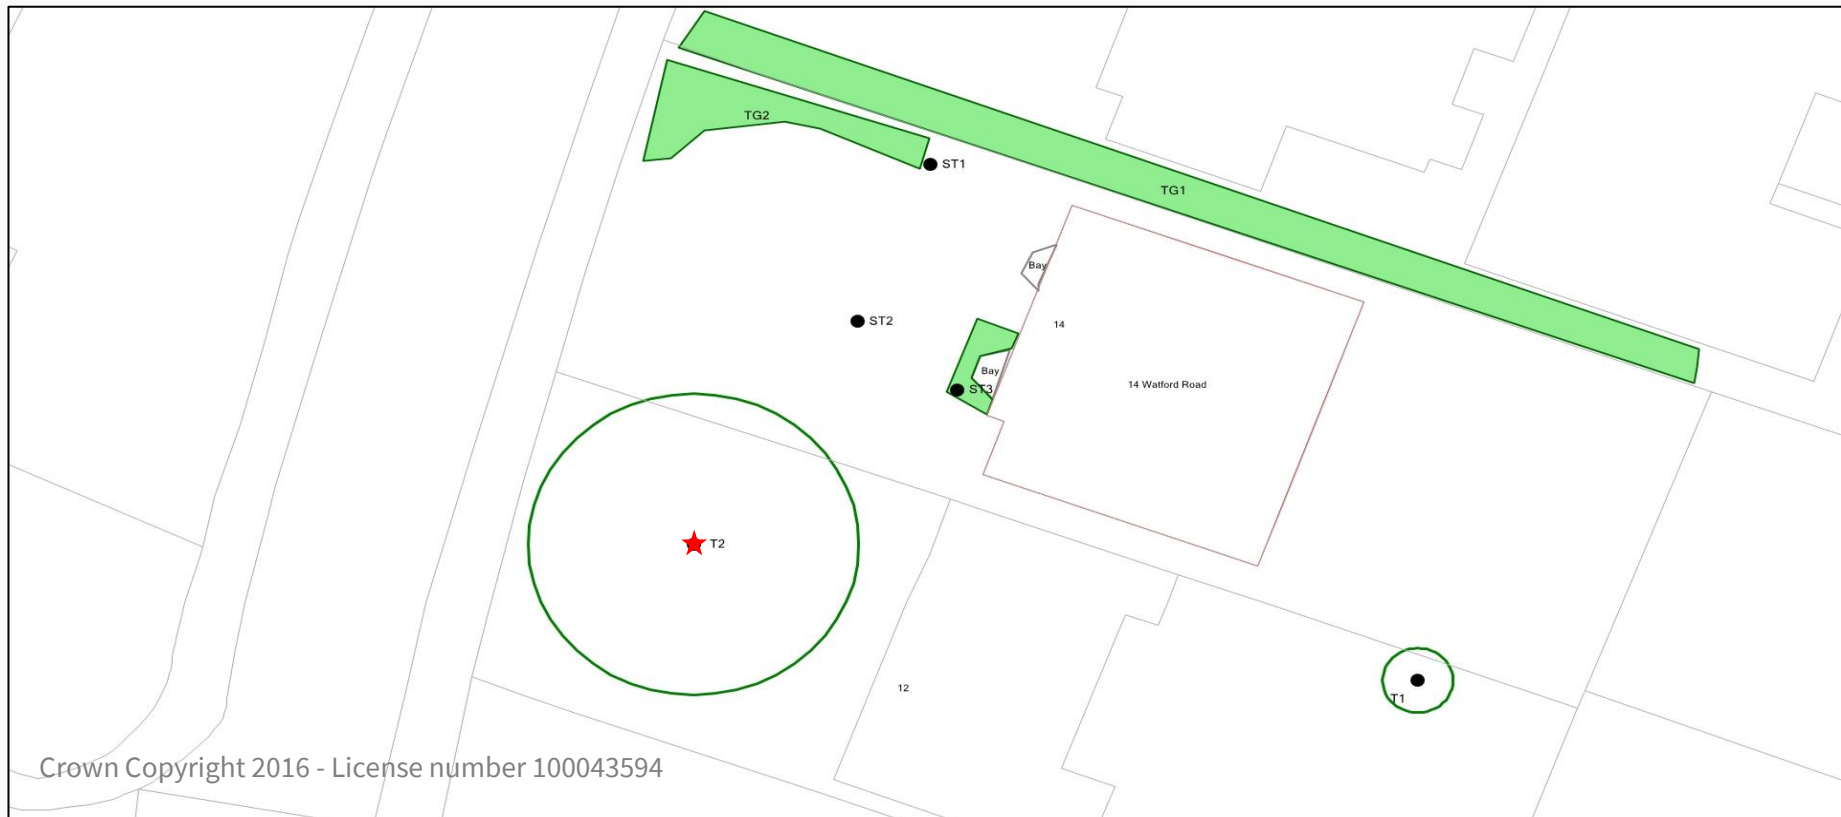 TG2
ST1
TG1
Bay
ST2
14
Bay
14 Watford Road
ST3
T2
12
T1
Crown Copyright 2016 - License number 100043594